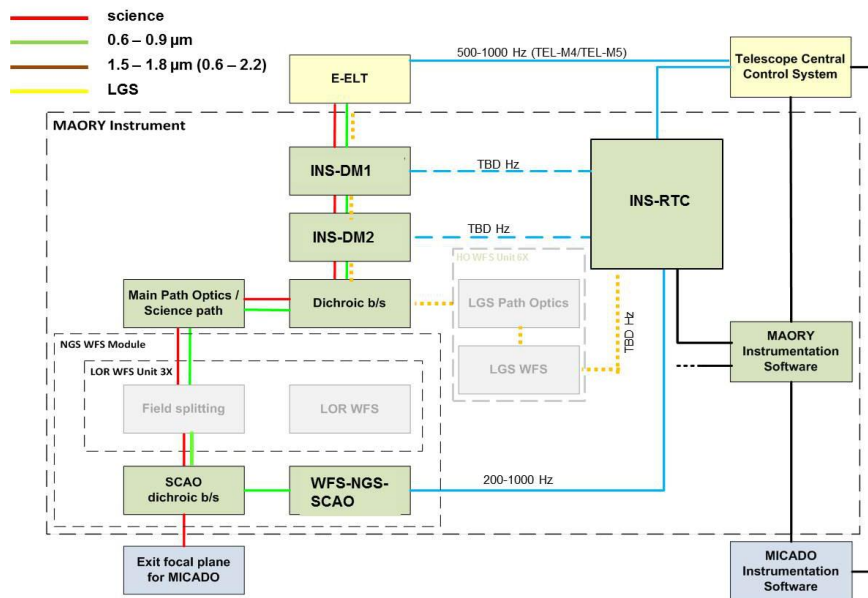 science
0.6 – 0.9 µm
1.5 – 1.8 µm (0.6 – 2.2)
LGS
E-ELT
500-1000 Hz (TEL-M4/TEL-M5)
Telescope Central
Control System
MAORY Instrument
INS-DM1
TBD Hz
INS-RTC
INS-DM2
TBD Hz
HO WFS Unit 6X
Main Path Optics /
Science path
Dichroic b/s
LGS Path Optics
TBD Hz
NGS WFS Module
LGS WFS
MAORY
Instrumentation
Software
LOR WFS Unit 3X
Field splitting
LOR WFS
SCAO
dichroic b/s
WFS-NGS-
SCAO
200-1000 Hz
Exit focal plane
for MICADO
MICADO
Instrumentation
Software